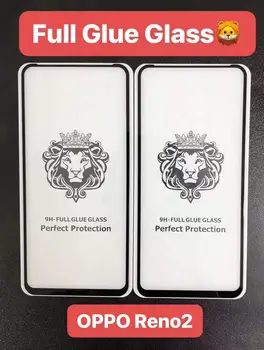 Full Glue Glass🦁
9H-FULL GLUE GLASS
Perfect Protection
9H-FULL GLUE GLASS
Perfect Protection
OPPO Reno2